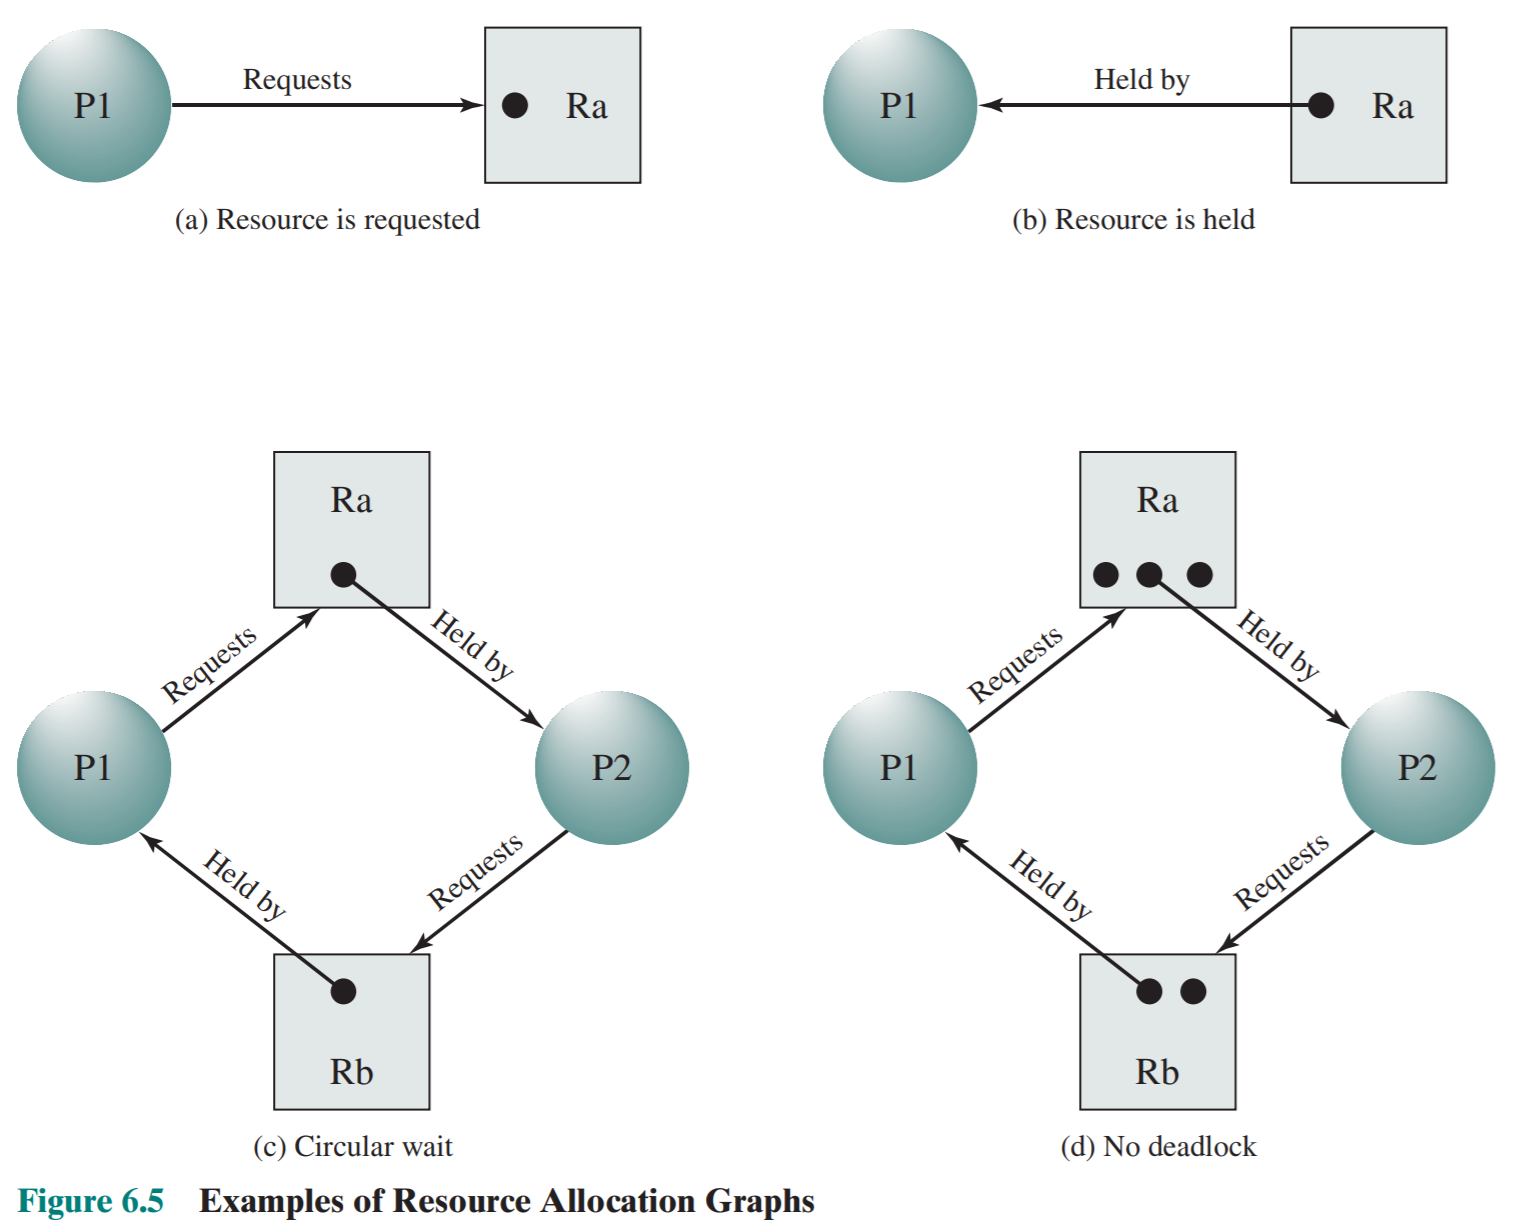 P1
Requests
Ra
(a) Resource is requested
P1
Held by
Ra
(b) Resource is held
Ra
Requests
Held by
P1
P2
Held by
Requests
Rb
(c) Circular wait
Ra
Requests
Held by
P1
P2
Held by
Requests
Rb
(d) No deadlock
Figure 6.5 Examples of Resource Allocation Graphs